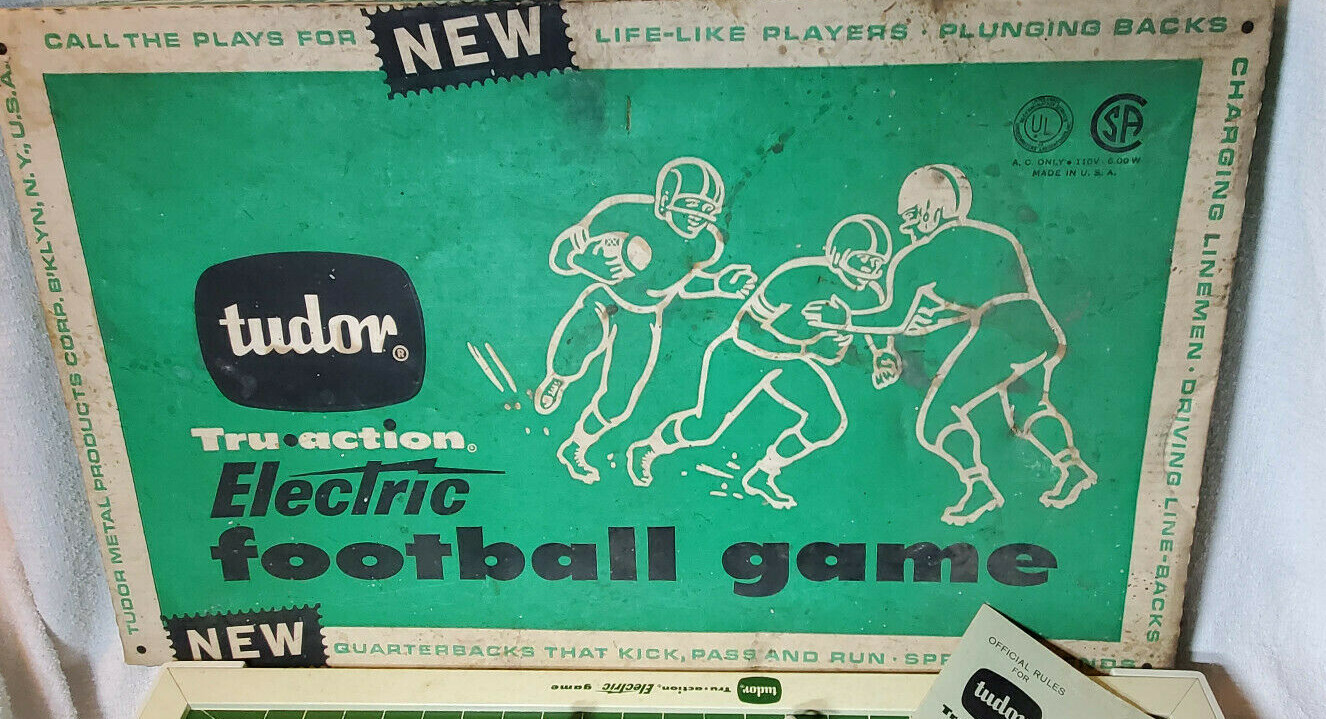 CALL THE PLAYS FOR NEW LIFE-LIKE PLAYERS · PLUNGING BACKS
CHARGING LINEMEN · DRIVING LINE-BACKS
UL
CSA
A.C. ONLY · 110V · 6.00W
MADE IN U.S.A.
tudor®
Tru·action®
Electric
football game
TUDOR METAL PRODUCTS CORP. B'KLYN, N.Y., U.S.A.
NEW QUARTERBACKS THAT KICK, PASS AND RUN ·
tudor Tru·action Electric game
OFFICIAL RULES
FOR
tudor